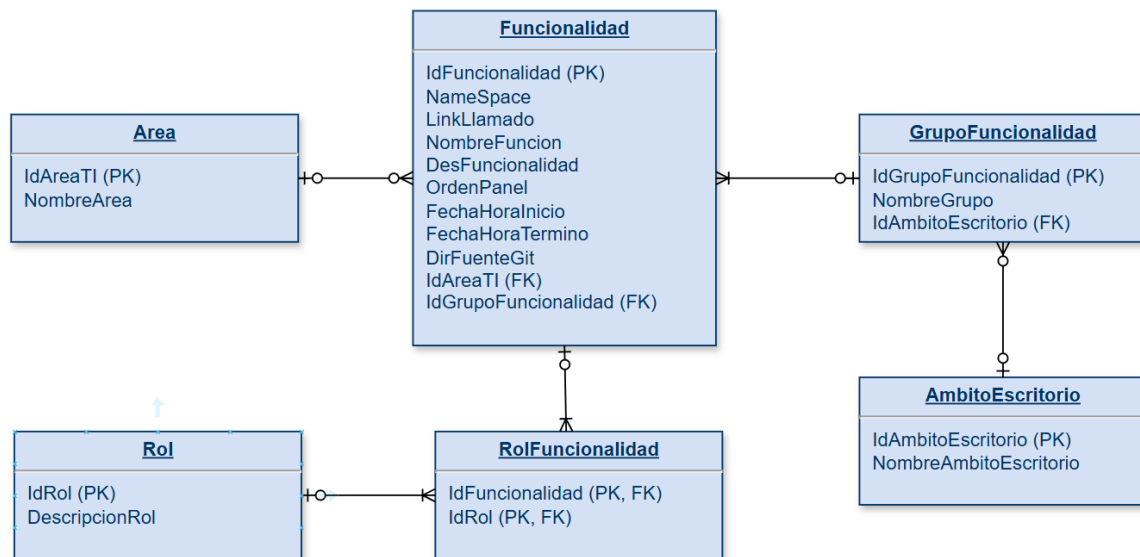 Funcionalidad
IdFuncionalidad (PK)
NameSpace
LinkLlamado
NombreFuncion
DesFuncionalidad
OrdenPanel
FechaHoraInicio
FechaHoraTermino
DirFuenteGit
IdAreaTI (FK)
IdGrupoFuncionalidad (FK)
Area
IdAreaTI (PK)
NombreArea
GrupoFuncionalidad
IdGrupoFuncionalidad (PK)
NombreGrupo
IdAmbitoEscritorio (FK)
AmbitoEscritorio
IdAmbitoEscritorio (PK)
NombreAmbitoEscritorio
Rol
IdRol (PK)
DescripcionRol
RolFuncionalidad
IdFuncionalidad (PK, FK)
IdRol (PK, FK)